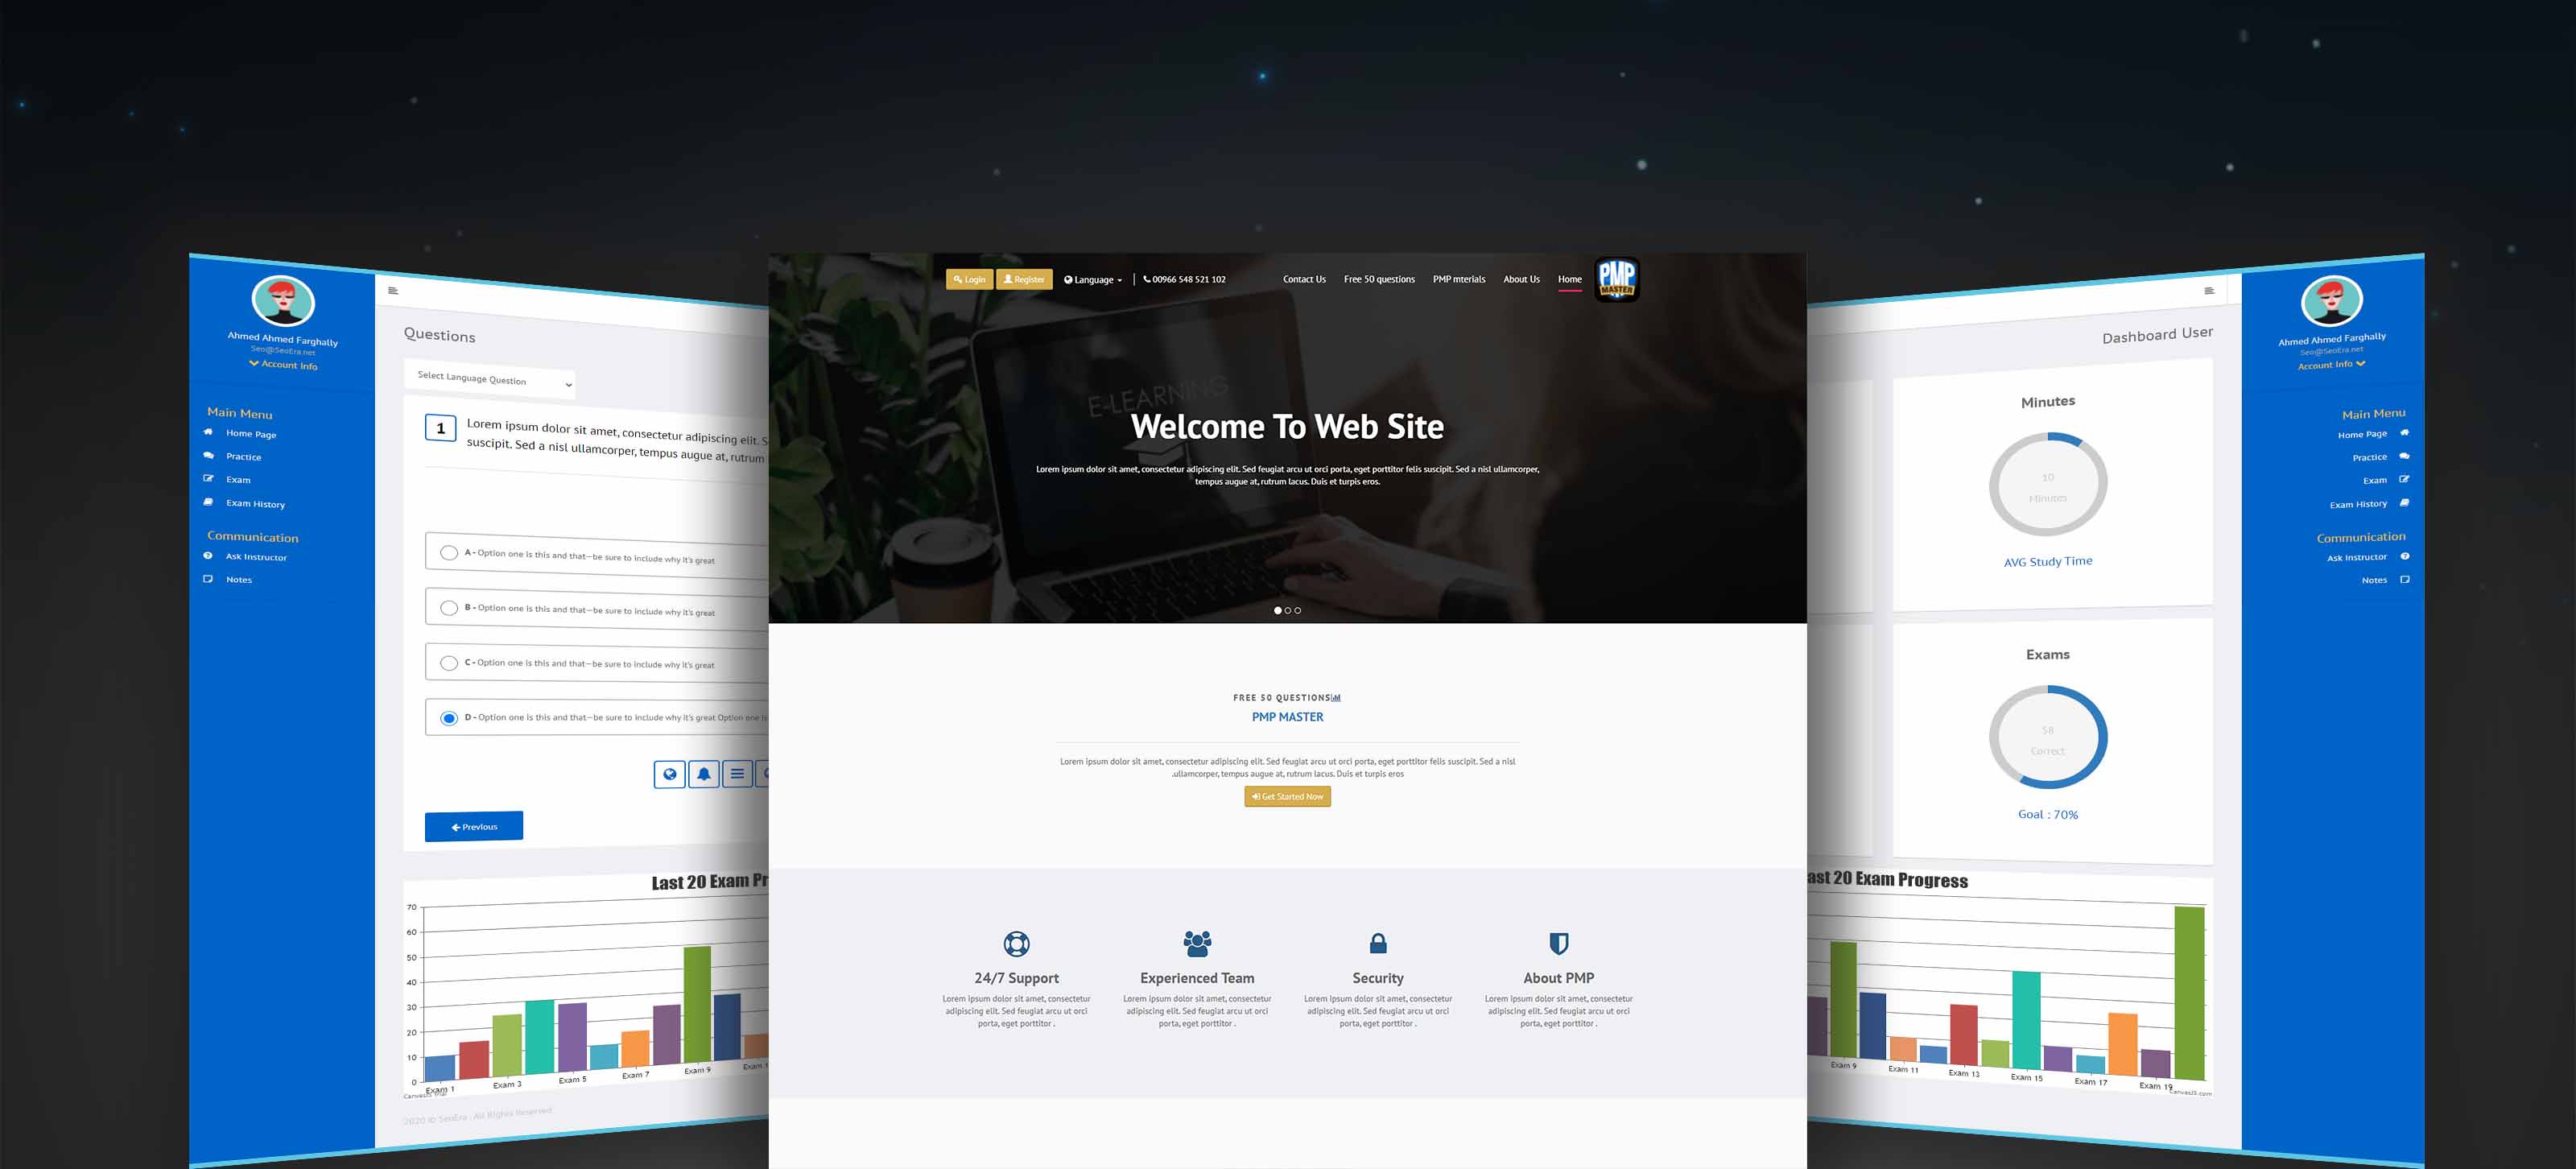 Ahmed Ahmed Farghally
Seo@SeoEra.net
Account Info
Main Menu
Home Page
Practice
Exam
Exam History
Communication
Ask Instructor
Notes
Questions
Select Language Question
1
Lorem ipsum dolor sit amet, consectetur adipiscing elit. S
suscipit. Sed a nisl ullamcorper, tempus augue at, rutrum
A - Option one is this and that—be sure to include why it's great
B - Option one is this and that—be sure to include why it's great
C - Option one is this and that—be sure to include why it's great
D - Option one is this and that—be sure to include why it's great Option one is
Previous
Last 20 Exam Pr
70
60
50
40
30
20
10
0
Exam 1 Exam 3 Exam 5 Exam 7 Exam 9 Exam
2020 © SeoEra . All Rights Reserved
Login Register Language 00966 548 521 102 Contact Us Free 50 questions PMP mterials About Us Home
PMP
MASTER
E-LEARNING
Welcome To Web Site
Lorem ipsum dolor sit amet, consectetur adipiscing elit. Sed feugiat arcu ut orci porta, eget porttitor felis suscipit. Sed a nisl ullamcorper,
tempus augue at, rutrum lacus. Duis et turpis eros.
FREE 50 QUESTIONS
PMP MASTER
Lorem ipsum dolor sit amet, consectetur adipiscing elit. Sed feugiat arcu ut orci porta, eget porttitor felis suscipit. Sed a nisl
.ullamcorper, tempus augue at, rutrum lacus. Duis et turpis eros
Get Started Now
24/7 Support
Lorem ipsum dolor sit amet, consectetur
adipiscing elit. Sed feugiat arcu ut orci
porta, eget porttitor .
Experienced Team
Lorem ipsum dolor sit amet, consectetur
adipiscing elit. Sed feugiat arcu ut orci
porta, eget porttitor .
Security
Lorem ipsum dolor sit amet, consectetur
adipiscing elit. Sed feugiat arcu ut orci
porta, eget porttitor .
About PMP
Lorem ipsum dolor sit amet, consectetur
adipiscing elit. Sed feugiat arcu ut orci
porta, eget porttitor .
Dashboard User
Minutes
10
Minutes
AVG Study Time
Exams
58
Correct
Goal : 70%
ast 20 Exam Progress
Exam 9 Exam 11 Exam 13 Exam 15 Exam 17 Exam 19
CanvasJS.com
Ahmed Ahmed Farghally
Seo@SeoEra.net
Account Info
Main Menu
Home Page
Practice
Exam
Exam History
Communication
Ask Instructor
Notes